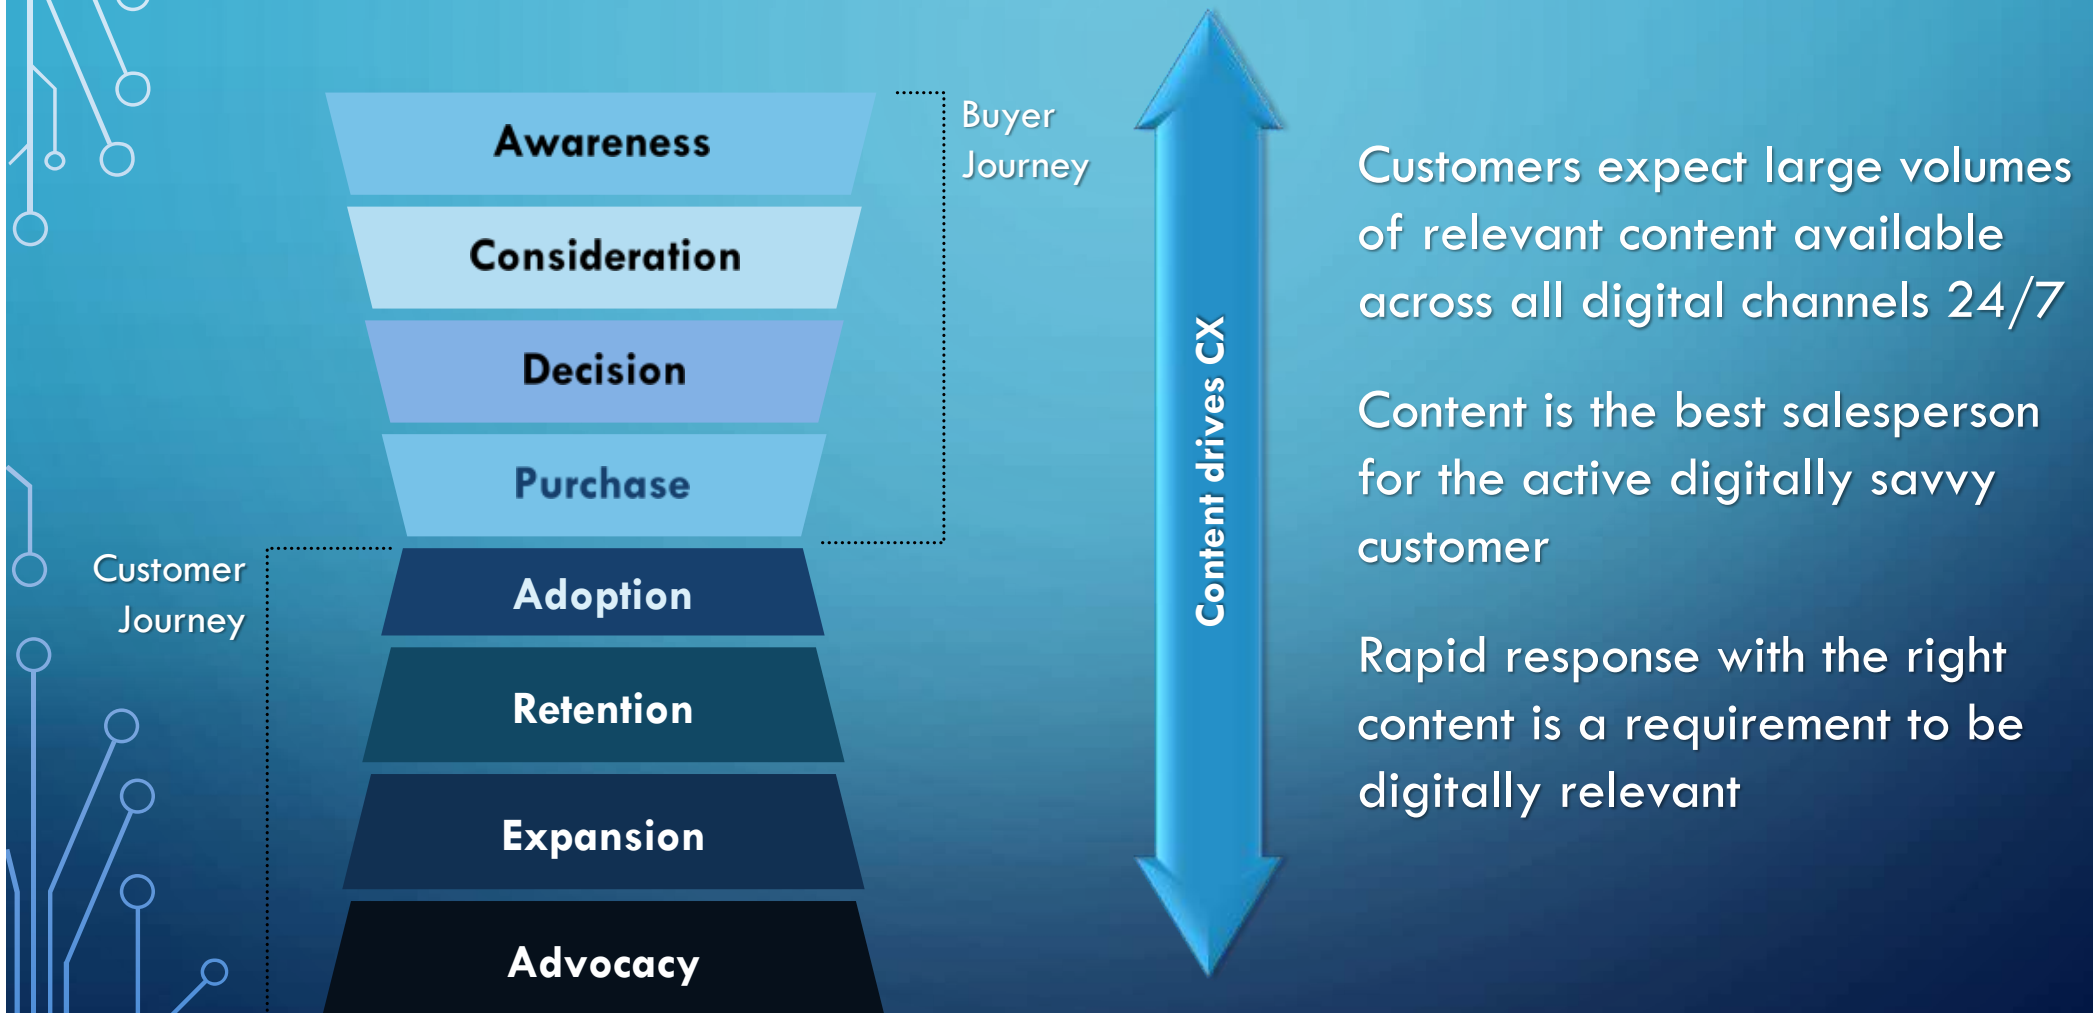 Awareness
Consideration
Decision
Purchase
Adoption
Retention
Expansion
Advocacy
Buyer
Journey
Customer
Journey
Content drives CX
Customers expect large volumes
of relevant content available
across all digital channels 24/7
Content is the best salesperson
for the active digitally savvy
customer
Rapid response with the right
content is a requirement to be
digitally relevant